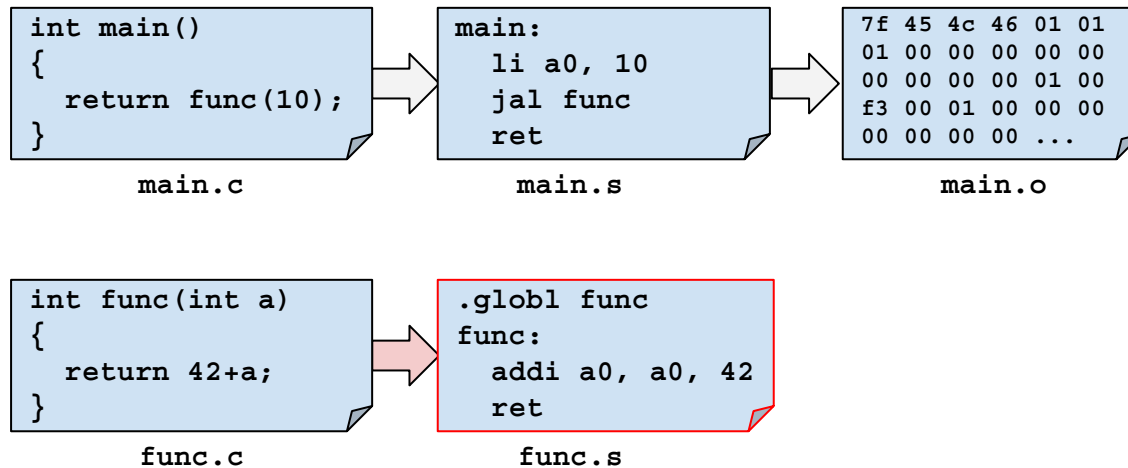 int main()
{
  return func(10);
}
main.c
main:
  li a0, 10
  jal func
  ret
main.s
7f 45 4c 46 01 01
01 00 00 00 00 00
00 00 00 00 01 00
f3 00 01 00 00 00
00 00 00 00 ...
main.o
int func(int a)
{
  return 42+a;
}
func.c
.globl func
func:
  addi a0, a0, 42
  ret
func.s